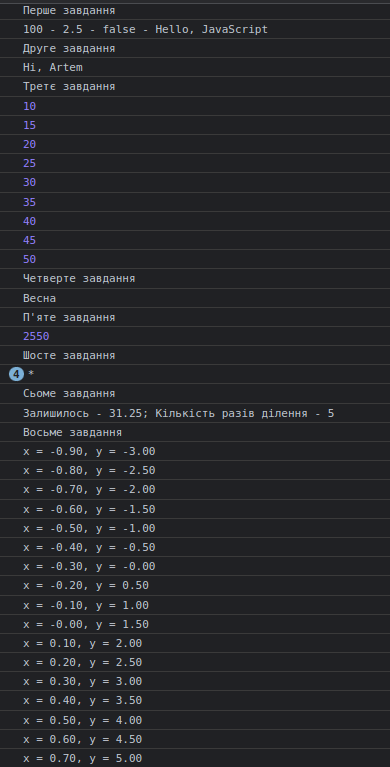 Перше завдання
100 - 2.5 - false - Hello, JavaScript
Друге завдання
Hi, Artem
Третє завдання
10
15
20
25
30
35
40
45
50
Четверте завдання
Весна
П'яте завдання
2550
Шосте завдання
4 *
Сьоме завдання
Залишилось - 31.25; Кількість разів ділення - 5
Восьме завдання
x = -0.90, y = -3.00
x = -0.80, y = -2.50
x = -0.70, y = -2.00
x = -0.60, y = -1.50
x = -0.50, y = -1.00
x = -0.40, y = -0.50
x = -0.30, y = -0.00
x = -0.20, y = 0.50
x = -0.10, y = 1.00
x = -0.00, y = 1.50
x = 0.10, y = 2.00
x = 0.20, y = 2.50
x = 0.30, y = 3.00
x = 0.40, y = 3.50
x = 0.50, y = 4.00
x = 0.60, y = 4.50
x = 0.70, y = 5.00